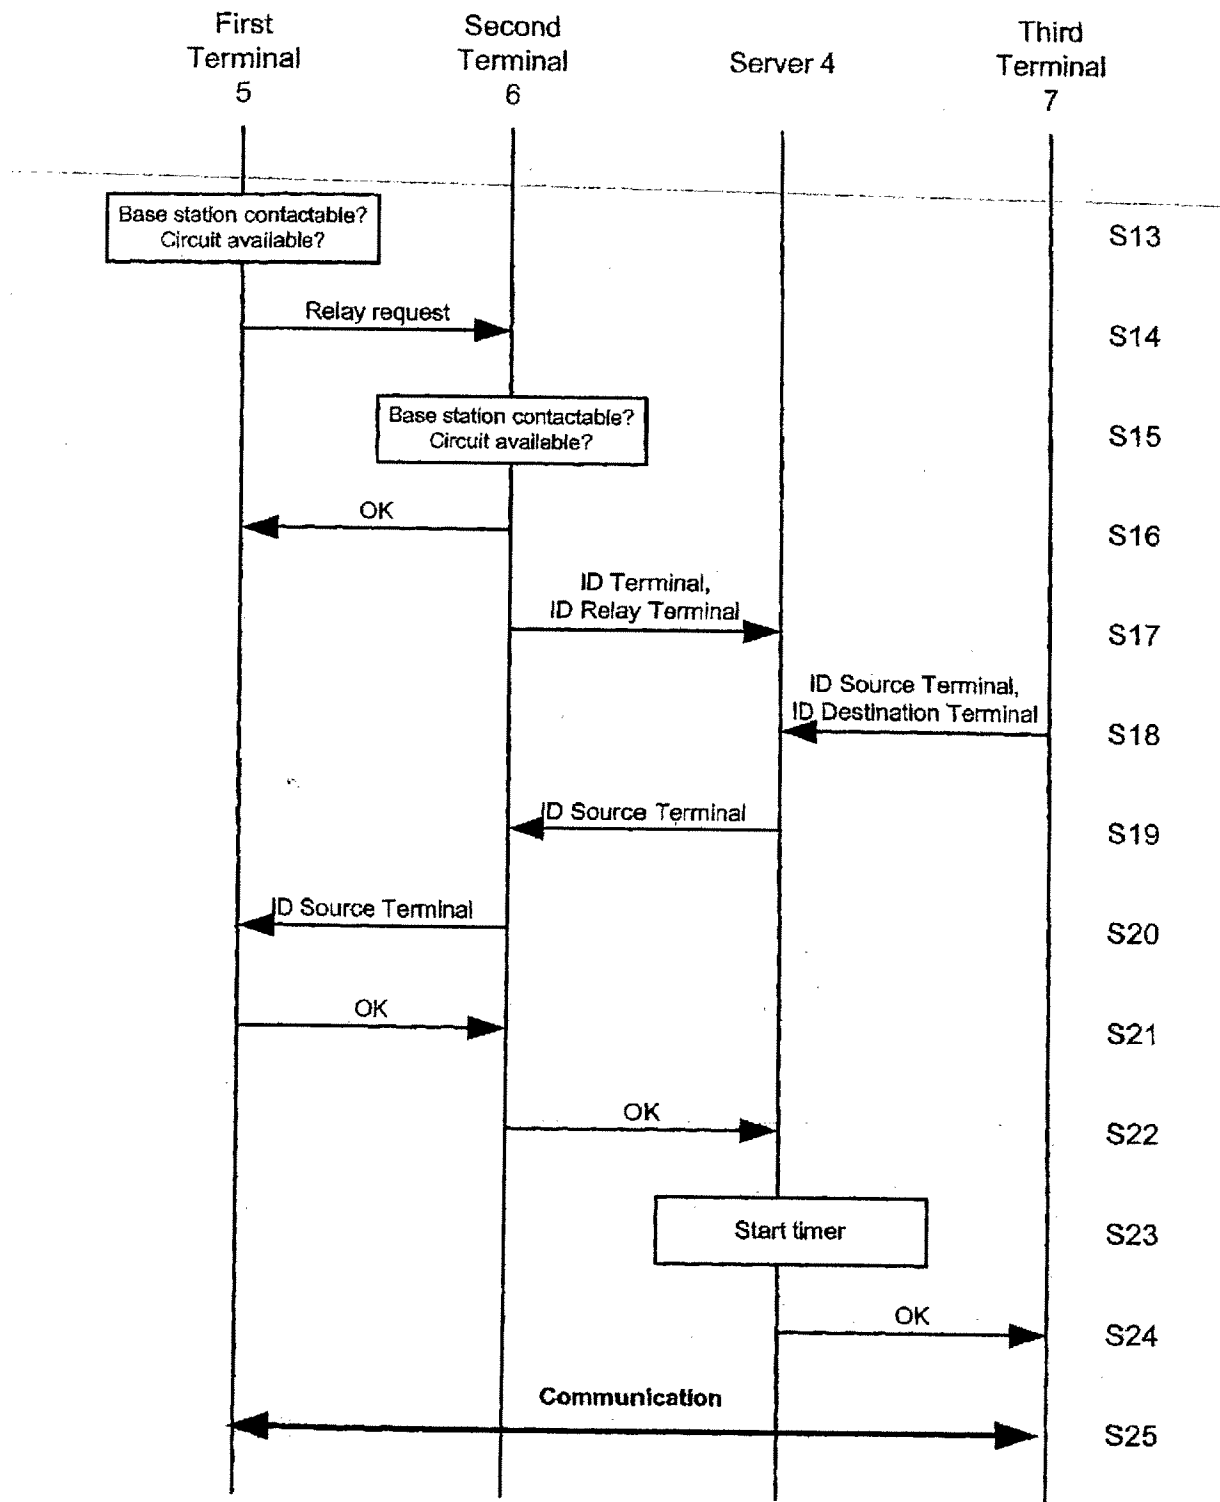 First
Terminal
5
Second
Terminal
6
Server 4
Third
Terminal
7
Base station contactable?
Circuit available?
S13
Relay request
S14
Base station contactable?
Circuit available?
S15
OK
S16
ID Terminal,
ID Relay Terminal
S17
ID Source Terminal,
ID Destination Terminal
S18
ID Source Terminal
S19
ID Source Terminal
S20
OK
S21
OK
S22
Start timer
S23
OK
S24
Communication
S25